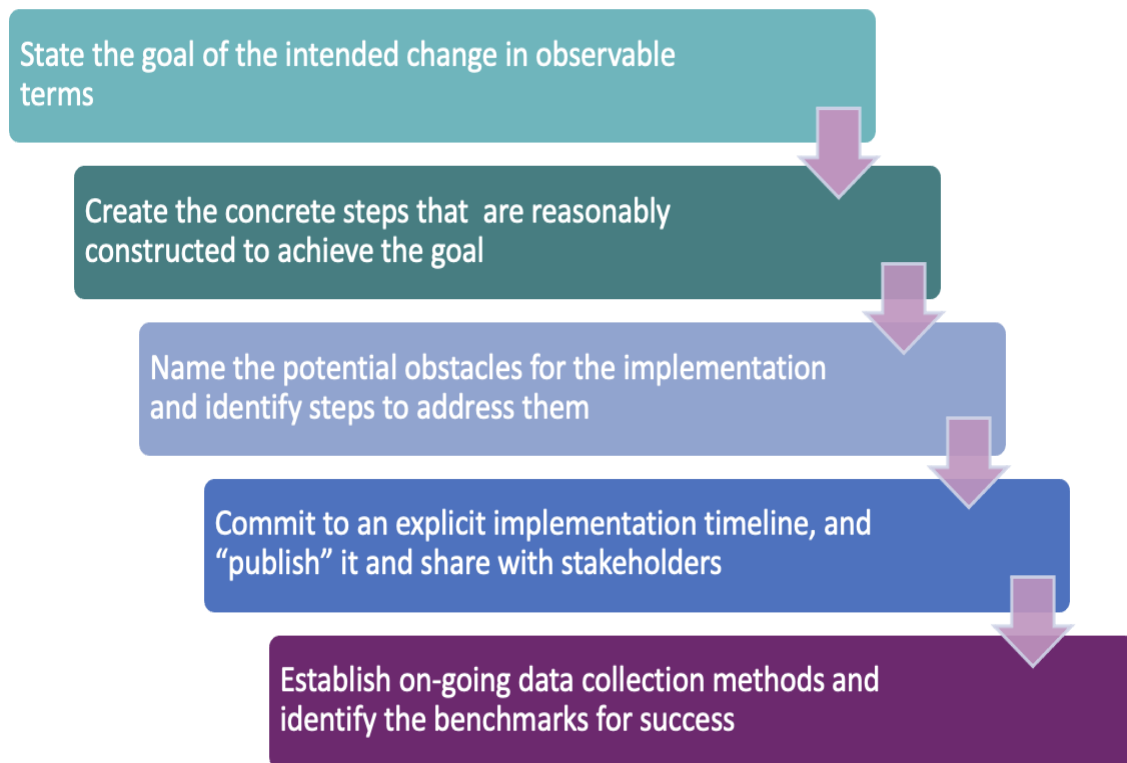 State the goal of the intended change in observable
terms
Create the concrete steps that  are reasonably
constructed to achieve the goal
Name the potential obstacles for the implementation
and identify steps to address them
Commit to an explicit implementation timeline, and
“publish” it and share with stakeholders
Establish on-going data collection methods and
identify the benchmarks for success